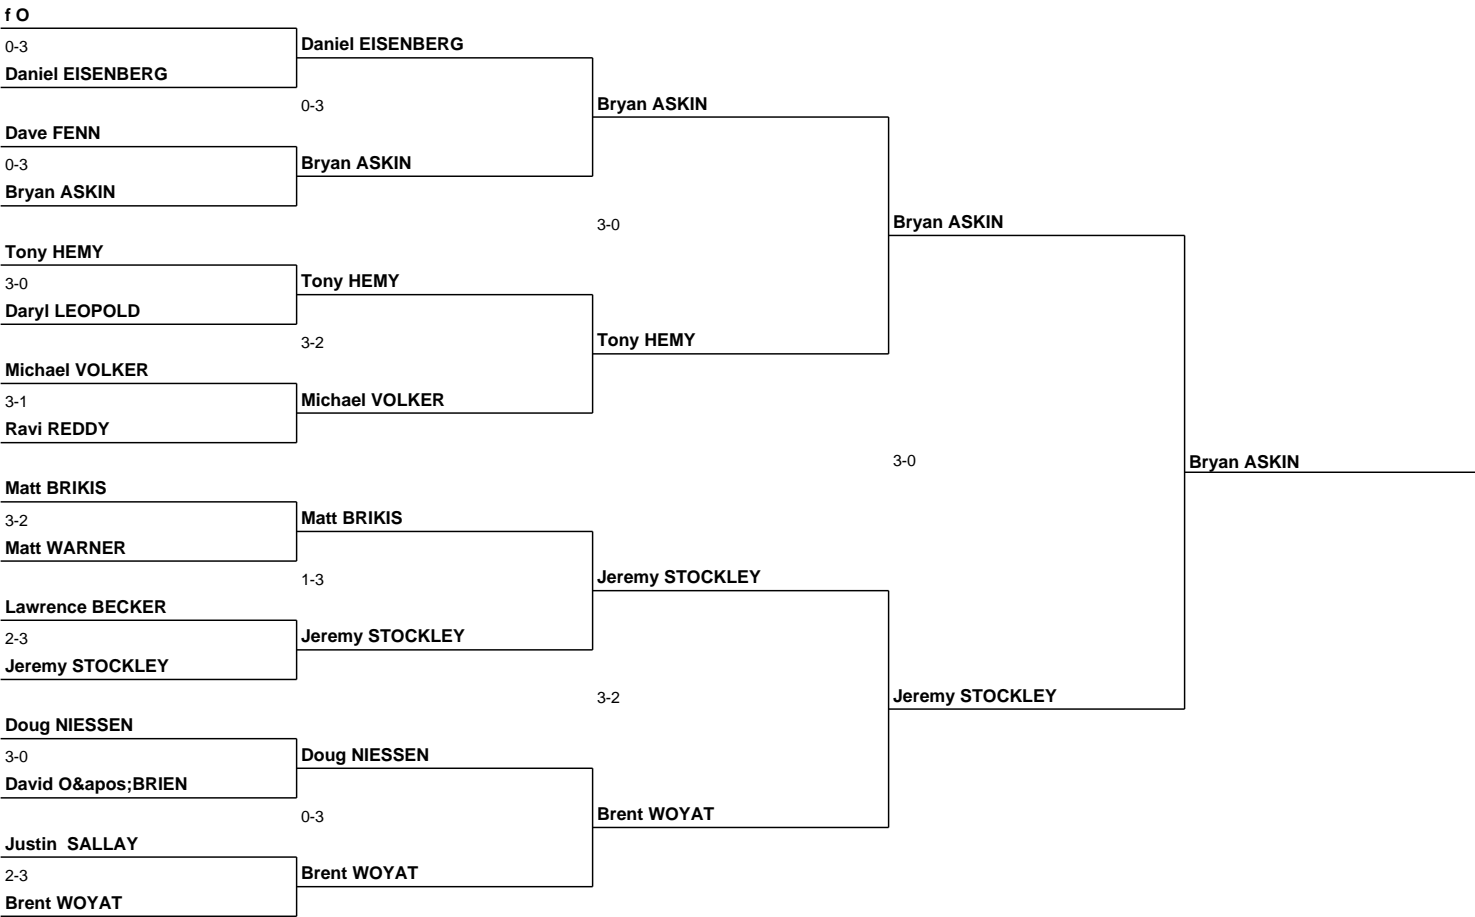 f O
0-3
Daniel EISENBERG
Dave FENN
0-3
Bryan ASKIN
Tony HEMY
3-0
Daryl LEOPOLD
Michael VOLKER
3-1
Ravi REDDY
Matt BRIKIS
3-2
Matt WARNER
Lawrence BECKER
2-3
Jeremy STOCKLEY
Doug NIESSEN
3-0
David O&apos;BRIEN
Justin  SALLAY
2-3
Brent WOYAT
Daniel EISENBERG
0-3
Bryan ASKIN
Tony HEMY
3-2
Michael VOLKER
Matt BRIKIS
1-3
Jeremy STOCKLEY
Doug NIESSEN
0-3
Brent WOYAT
Bryan ASKIN
3-0
Tony HEMY
Jeremy STOCKLEY
3-2
Brent WOYAT
Bryan ASKIN
3-0
Jeremy STOCKLEY
Bryan ASKIN